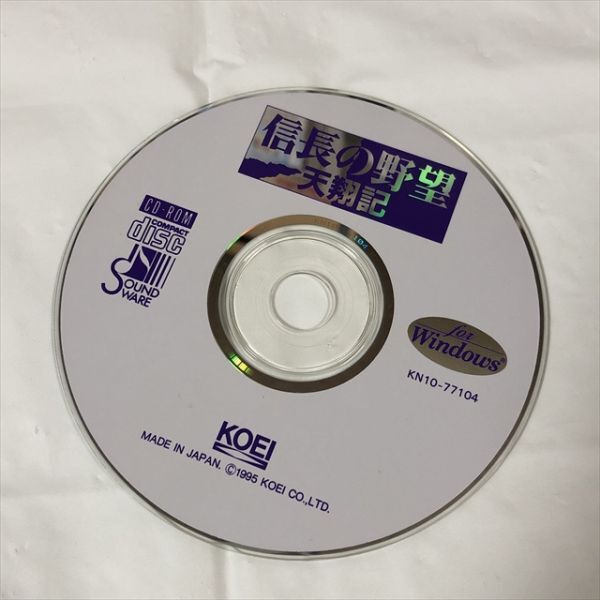 信長の野望
天翔記
CD-ROM
COMPACT
disc
SOUND
WARE
for
Windows®
KN10-77104
KOEI
MADE IN JAPAN. ©1995 KOEI CO.,LTD.